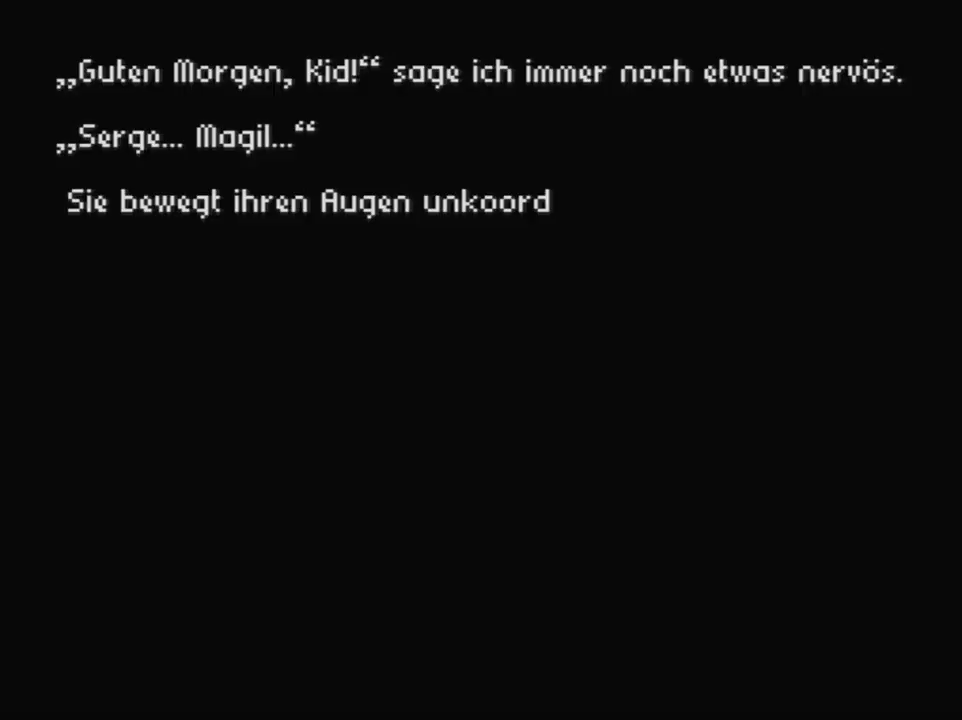 „Guten Morgen, Kid!“ sage ich immer noch etwas nervös.
„Serge... Magil...“
Sie bewegt ihren Augen unkoord